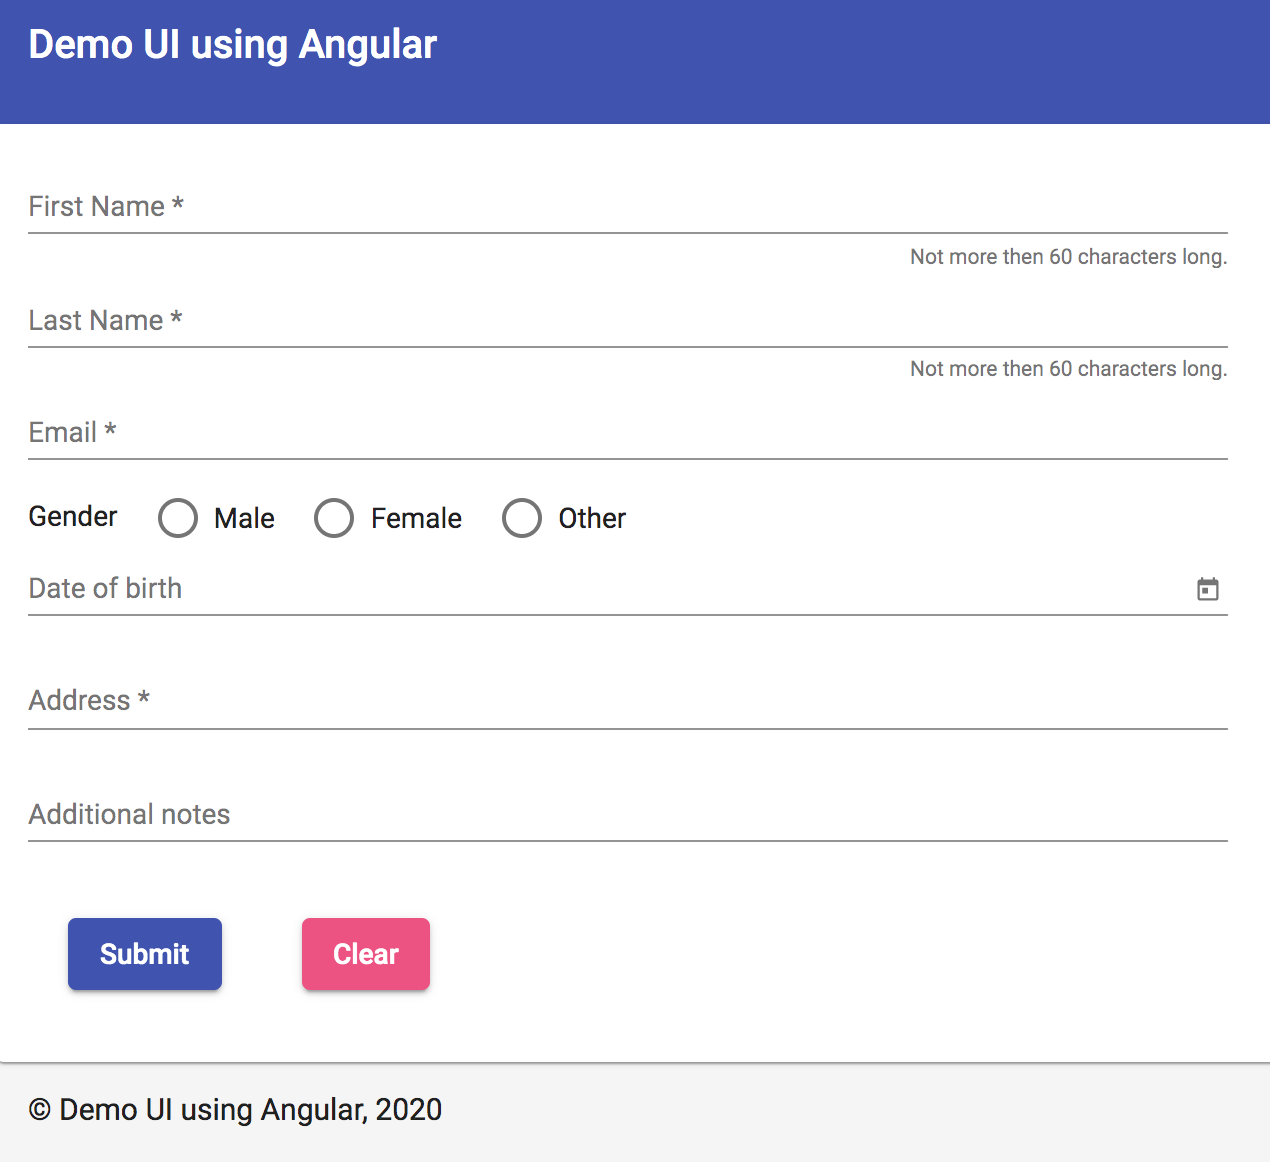 Demo UI using Angular
First Name *
Not more then 60 characters long.
Last Name *
Not more then 60 characters long.
Email *
Gender Male Female Other
Date of birth
Address *
Additional notes
Submit Clear
© Demo UI using Angular, 2020